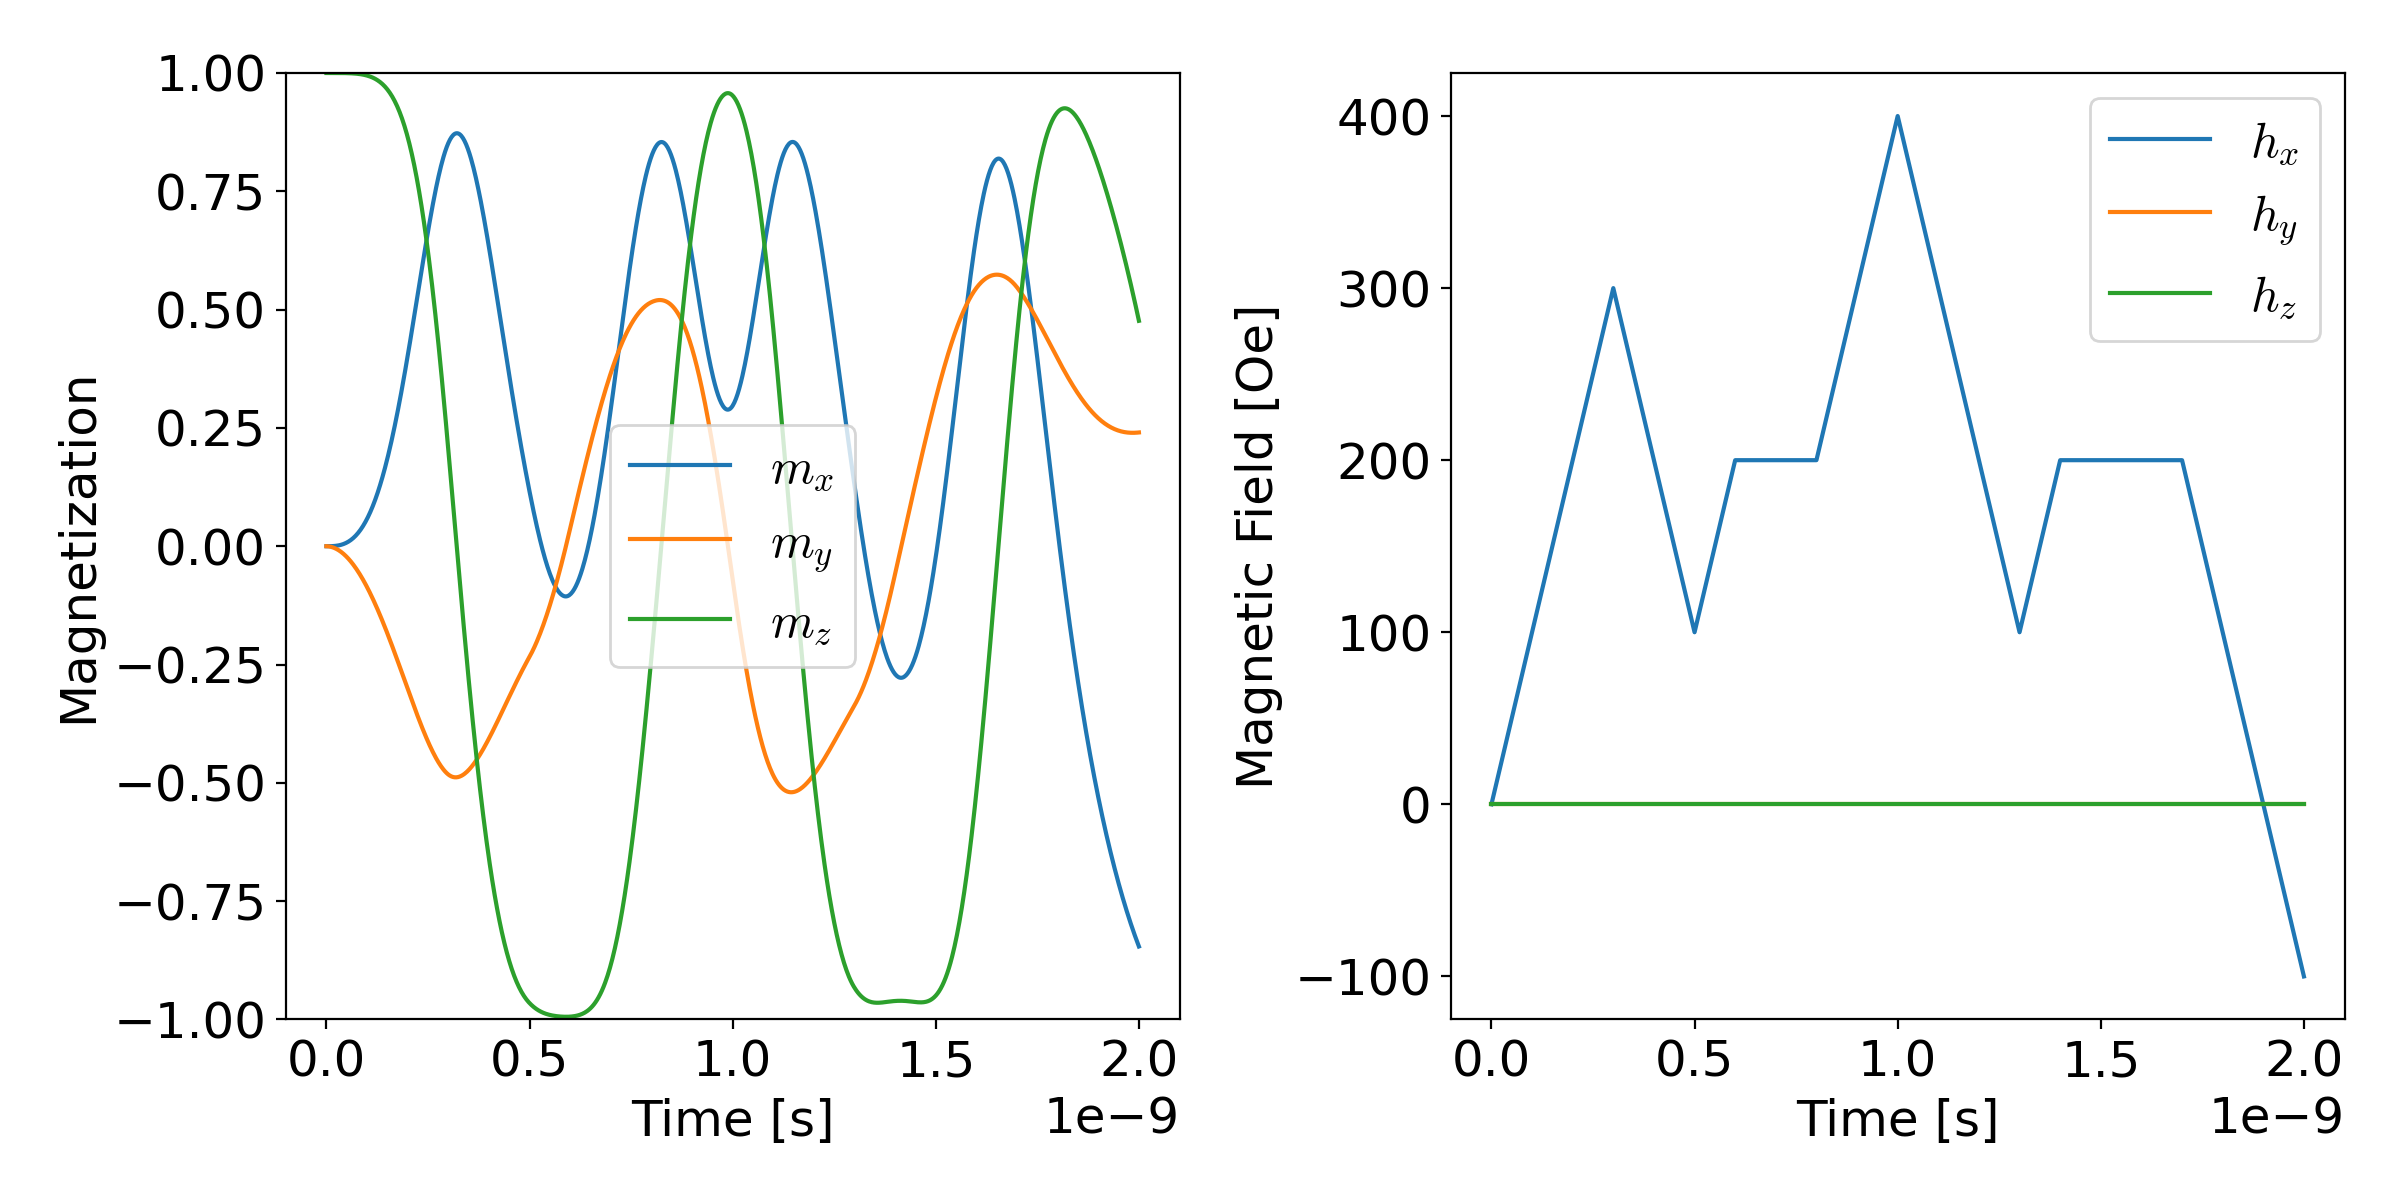 Magnetization
1.00
0.75
0.50
0.25
0.00
−0.25
−0.50
−0.75
−1.00
0.0 0.5 1.0 1.5 2.0
Time [s]
1e−9
m_x
m_y
m_z
Magnetic Field [Oe]
400
300
200
100
0
−100
0.0 0.5 1.0 1.5 2.0
Time [s]
1e−9
h_x
h_y
h_z